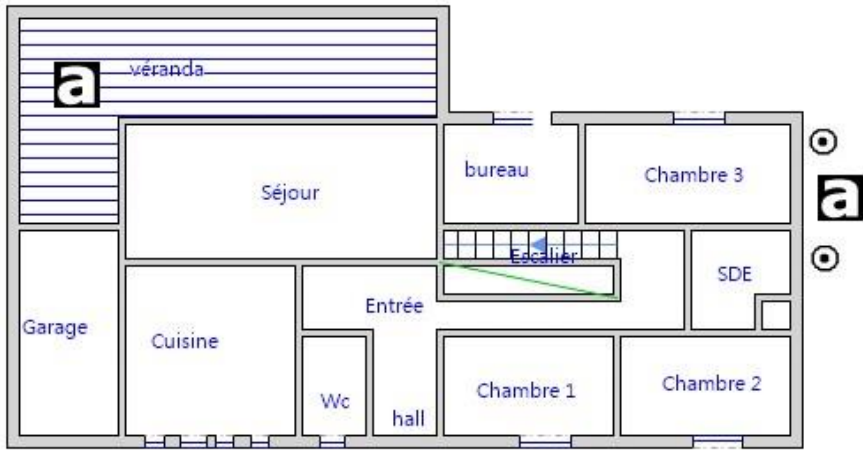 véranda
a
bureau
Chambre 3
Séjour
a
Escalier
SDE
Entrée
Garage
Cuisine
Chambre 1
Chambre 2
Wc
hall